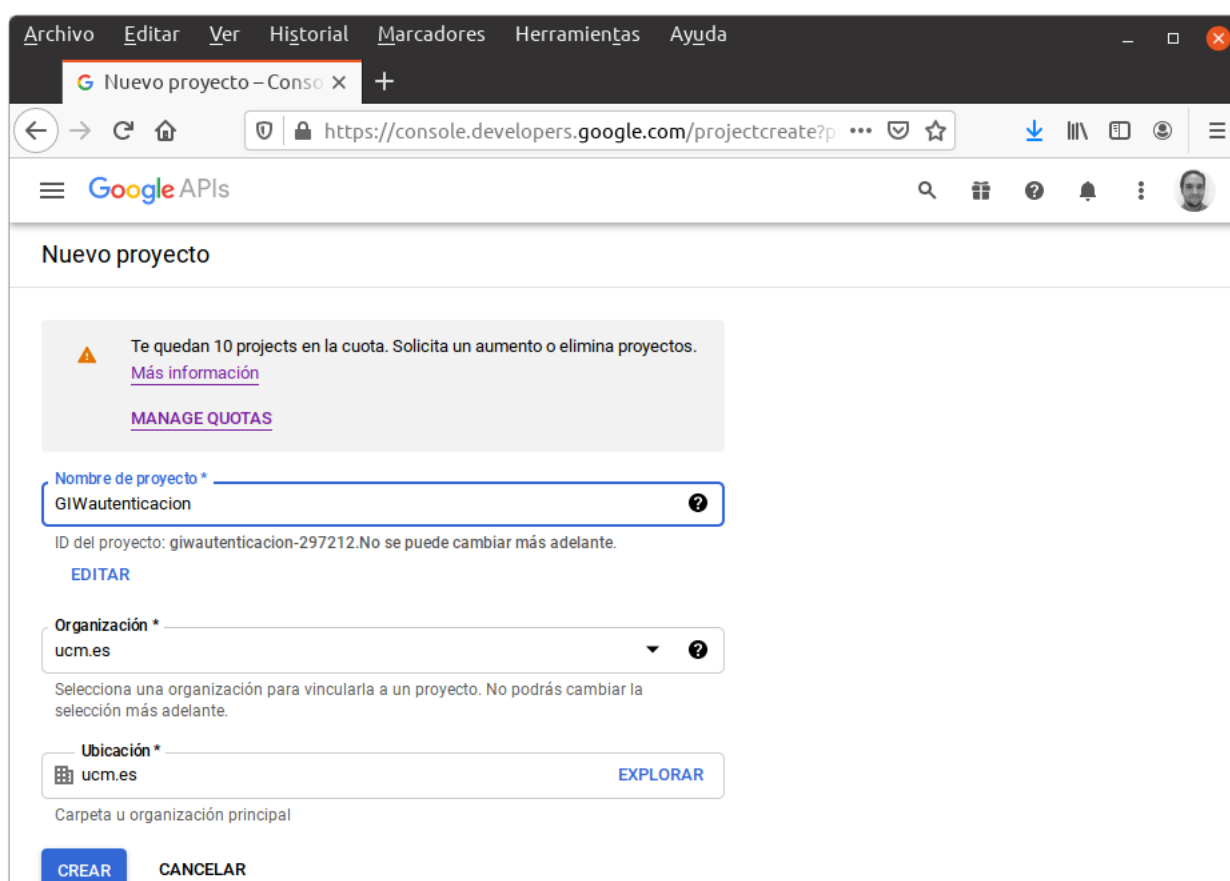 Archivo Editar Ver Historial Marcadores Herramientas Ayuda
Nuevo proyecto – Conso
https://console.developers.google.com/projectcreate?p
Google APIs
Nuevo proyecto
Te quedan 10 projects en la cuota. Solicita un aumento o elimina proyectos.
Más información
MANAGE QUOTAS
Nombre de proyecto *
GIWautenticacion
ID del proyecto: giwautenticacion-297212.No se puede cambiar más adelante.
EDITAR
Organización *
ucm.es
Selecciona una organización para vincularla a un proyecto. No podrás cambiar la
selección más adelante.
Ubicación *
ucm.es EXPLORAR
Carpeta u organización principal
CREAR CANCELAR